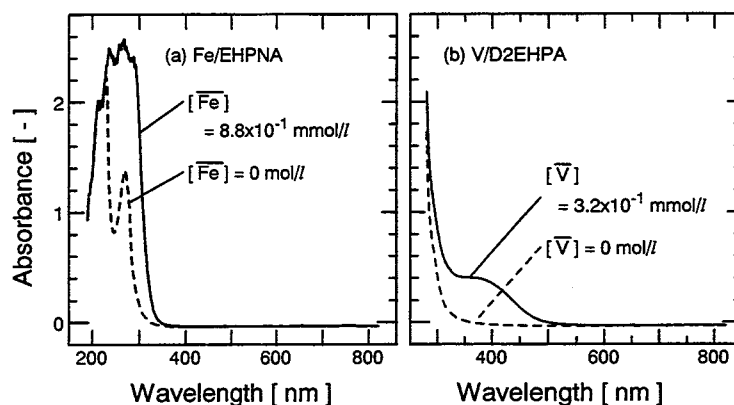 (a) Fe/EHPNA
[Fe̅]
= 8.8x10⁻¹ mmol/l
[Fe̅] = 0 mol/l
2
1
0
Absorbance [ - ]
200 400 600 800
Wavelength [ nm ]
(b) V/D2EHPA
[V̅]
= 3.2x10⁻¹ mmol/l
[V̅] = 0 mol/l
400 600 800
Wavelength [ nm ]